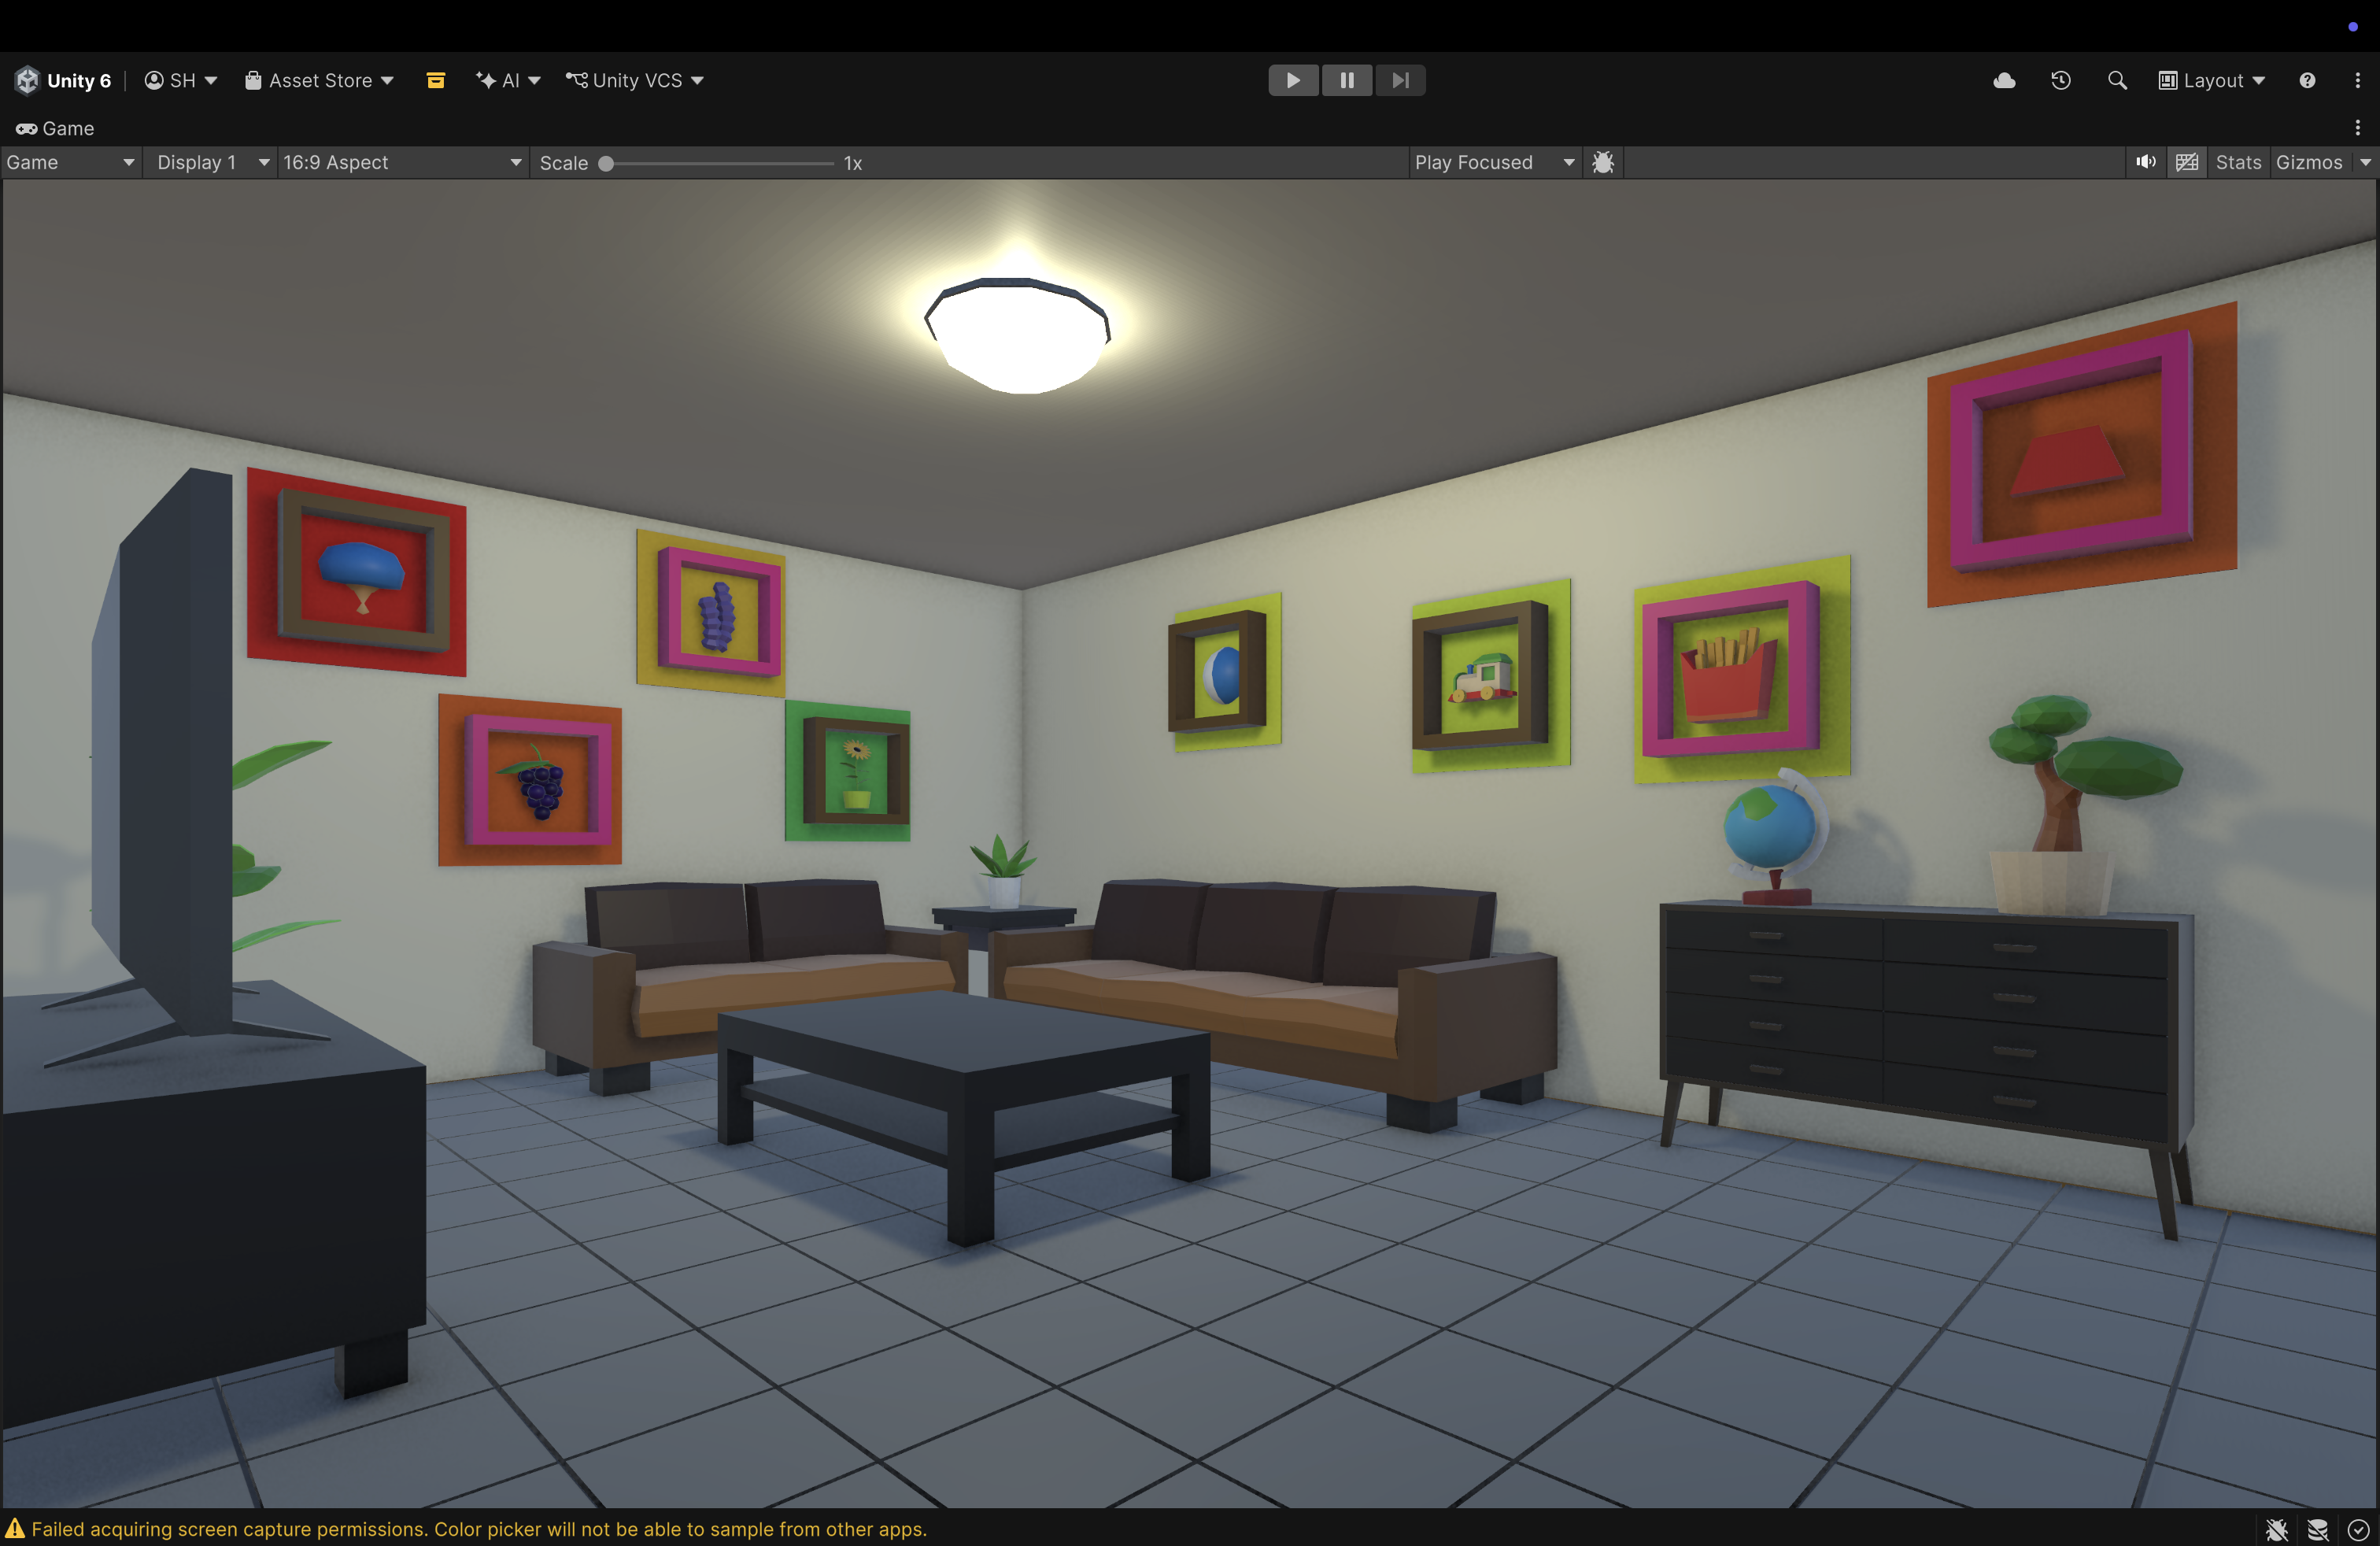 Unity 6 SH Asset Store AI Unity VCS Layout
Game
Game Display 1 16:9 Aspect Scale 1x Play Focused Stats Gizmos
Failed acquiring screen capture permissions. Color picker will not be able to sample from other apps.